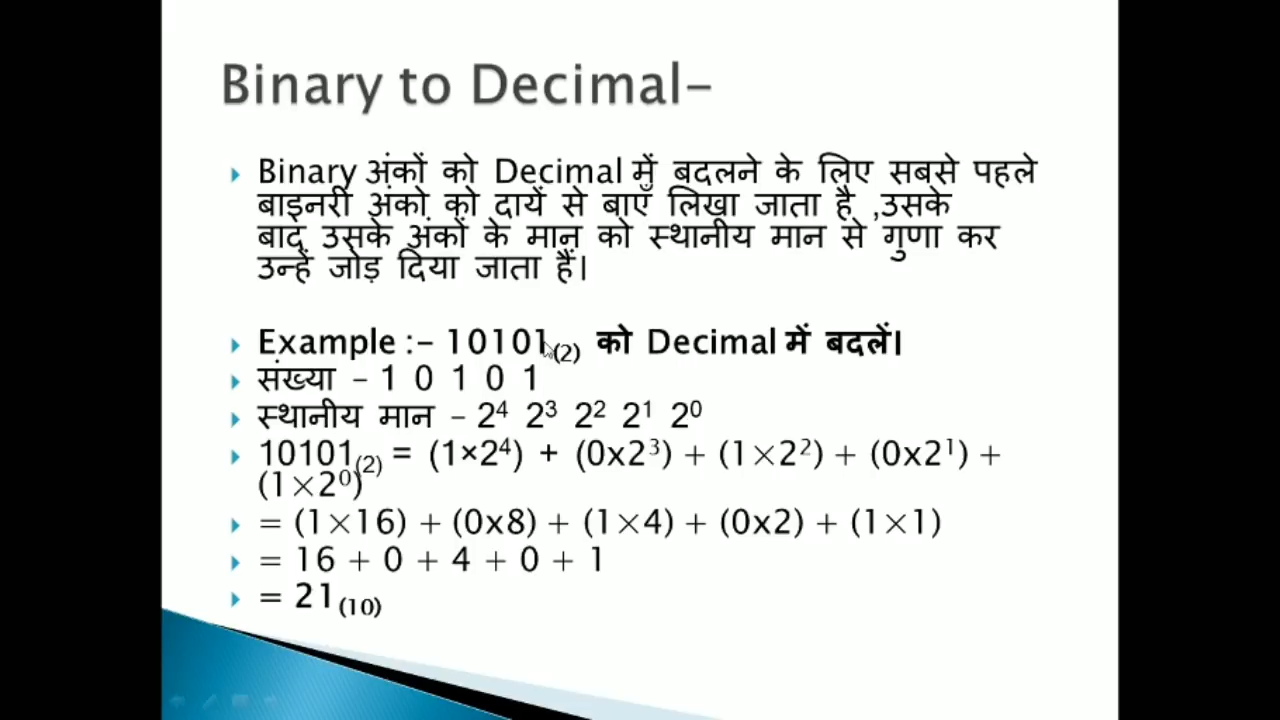 Binary to Decimal-
Binary अंकों को Decimal में बदलने के लिए सबसे पहले
बाइनरी अंको को दायें से बाएँ लिखा जाता है ,उसके
बाद उसके अंकों के मान को स्थानीय मान से गुणा कर
उन्हें जोड़ दिया जाता हैं।
Example :- 10101(2) को Decimal में बदलें।
संख्या - 1 0 1 0 1
स्थानीय मान - 2⁴ 2³ 2² 2¹ 2⁰
10101(2) = (1×2⁴) + (0x2³) + (1×2²) + (0x2¹) +
(1×2⁰)
= (1×16) + (0x8) + (1×4) + (0x2) + (1×1)
= 16 + 0 + 4 + 0 + 1
= 21(10)